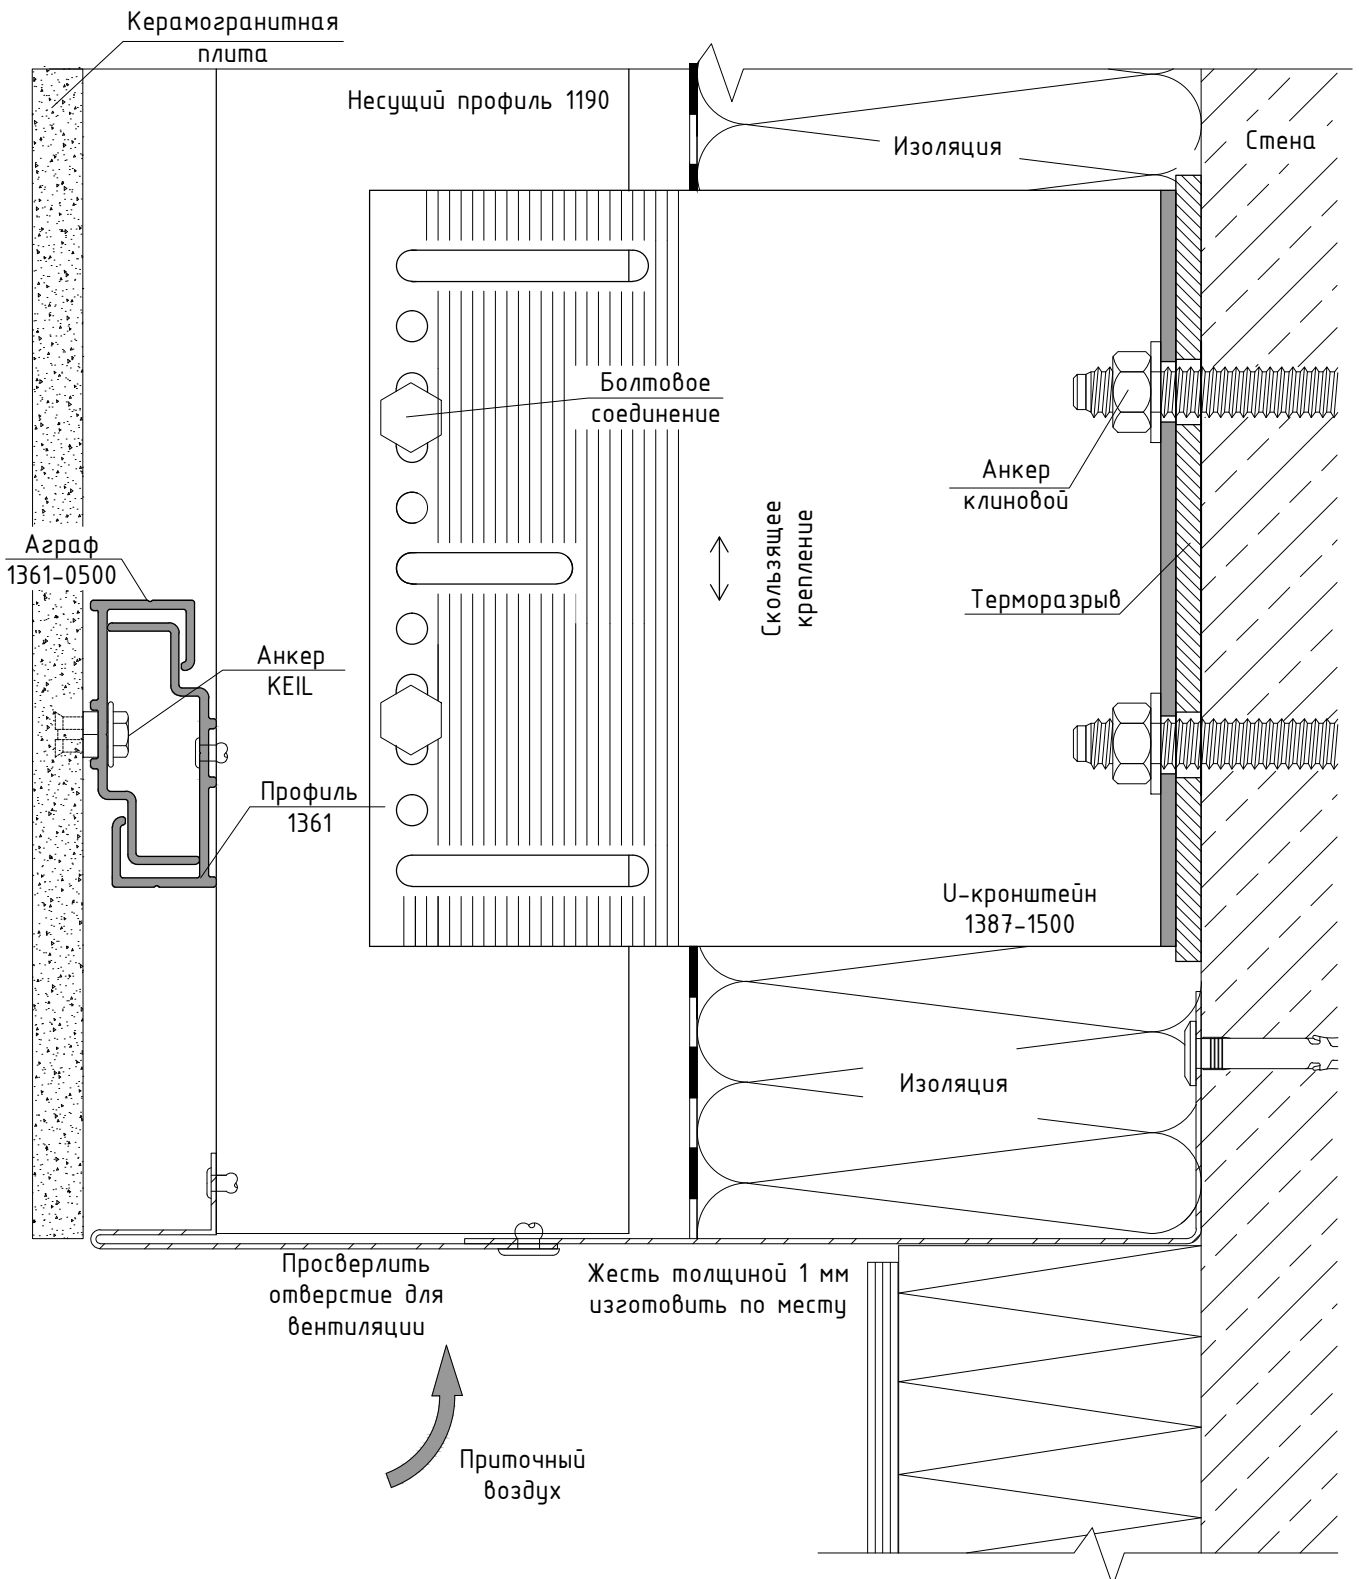 Керамогранитная
плита
Несущий профиль 1190
Изоляция
Стена
Болтовое
соединение
Анкер
клиновой
Скользящее
крепление
Аграф
1361-0500
Терморазрыв
Анкер
KEIL
Профиль
1361
U-кронштейн
1387-1500
Изоляция
Просверлить
отверстие для
вентиляции
Жесть толщиной 1 мм
изготовить по месту
Приточный
воздух